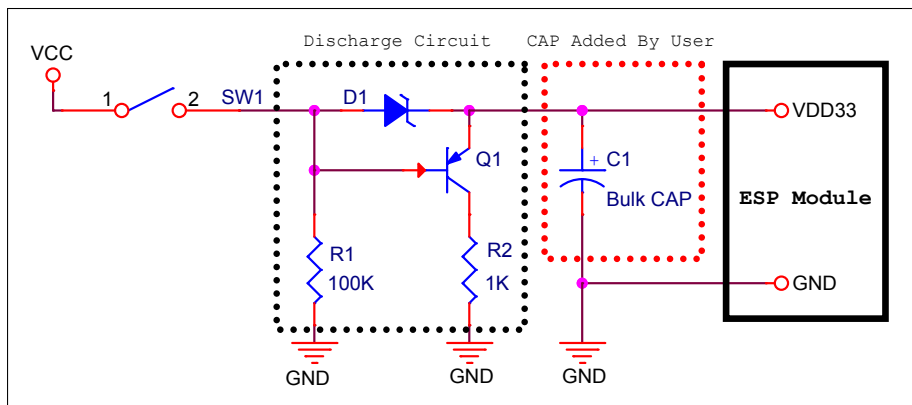 Discharge Circuit
CAP Added By User
VCC
1
2
SW1
D1
VDD33
Q1
+
C1
Bulk CAP
ESP Module
R1
100K
R2
1K
GND
GND
GND
GND